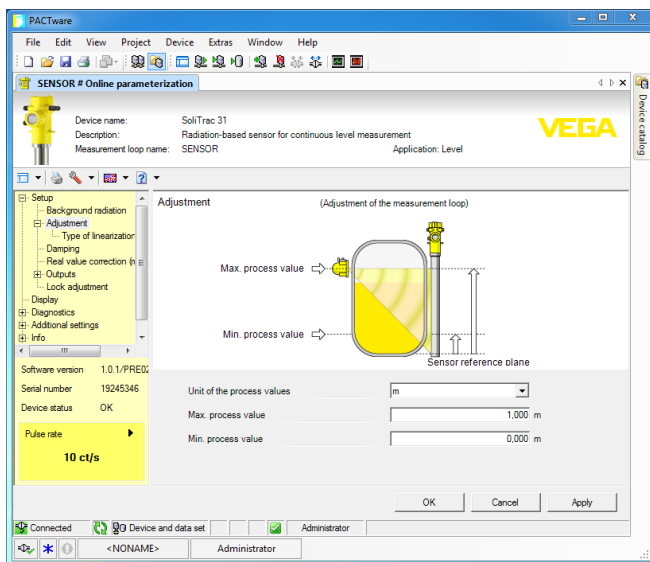 PACTware
File Edit View Project Device Extras Window Help
SENSOR # Online parameterization
Device name: SoliTrac 31
Description: Radiation-based sensor for continuous level measurement
Measurement loop name: SENSOR Application: Level
VEGA
Device catalog
Setup
Background radiation
Adjustment
Type of linearization
Damping
Real value correction (
Outputs
Lock adjustment
Display
Diagnostics
Additional settings
Info
Software version 1.0.1/PRE02
Serial number 19245346
Device status OK
Pulse rate
10 ct/s
Adjustment (Adjustment of the measurement loop)
Max. process value
Min. process value
Sensor reference plane
Unit of the process values m
Max. process value 1,000 m
Min. process value 0,000 m
OK Cancel Apply
Connected Device and data set Administrator
<NONAME> Administrator